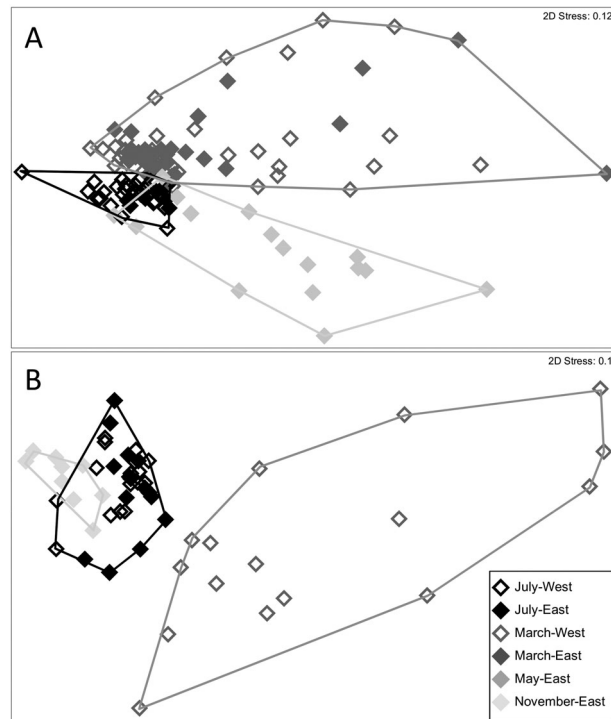 2D Stress: 0.12
A
2D Stress: 0.1
B
July-West
July-East
March-West
March-East
May-East
November-East